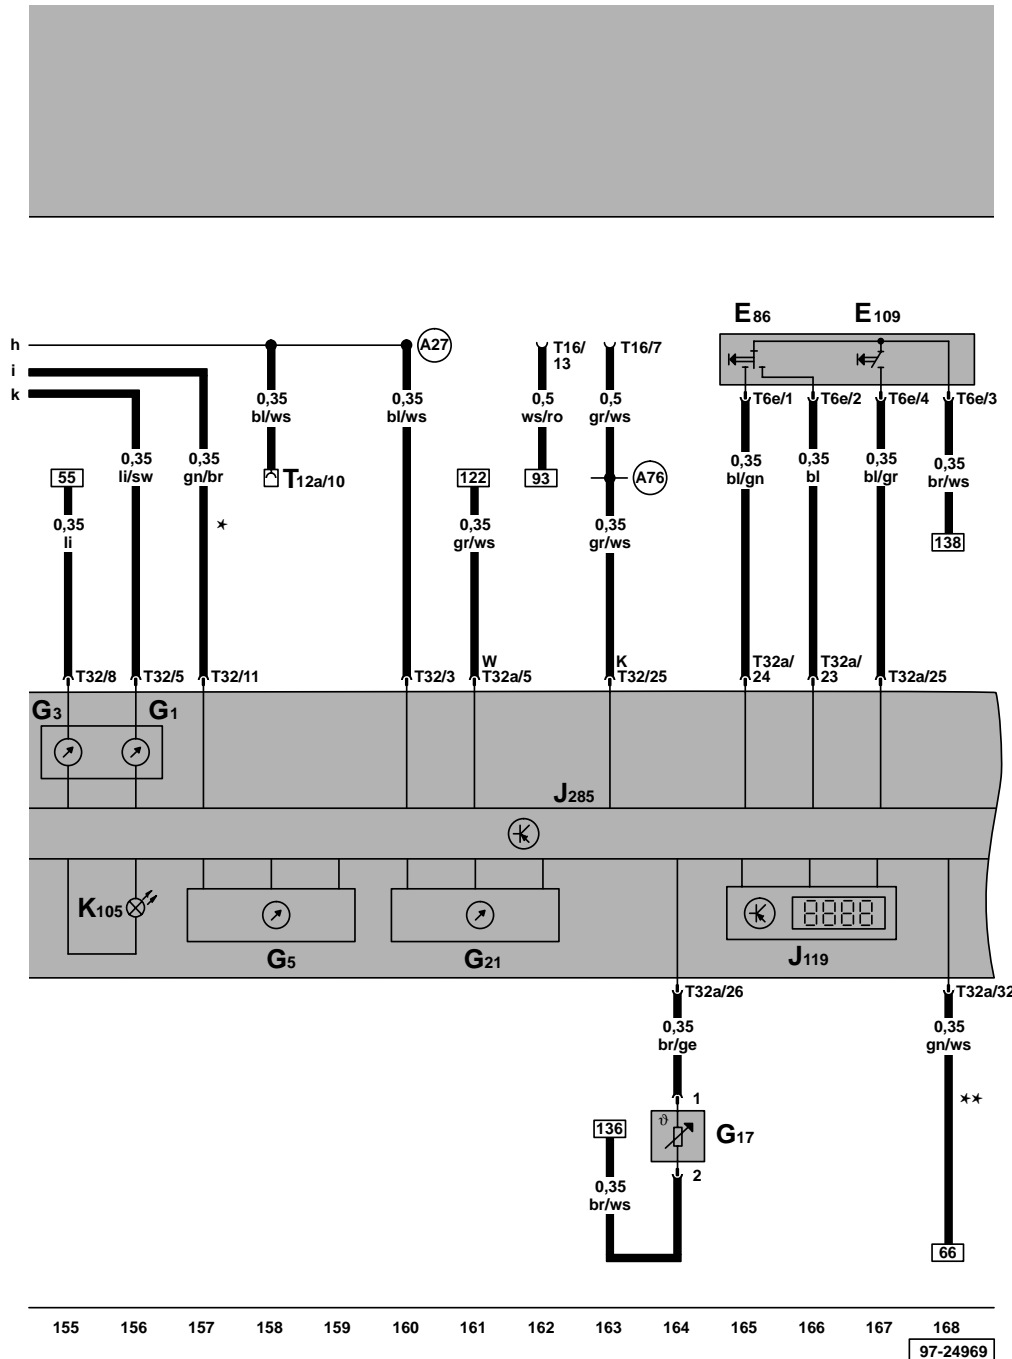 E86 E109
h A27 T16/ T16/7
13
i
k T6e/1 T6e/2 T6e/4 T6e/3
0,35 0,35 0,5 0,5
bl/ws bl/ws ws/ro gr/ws
0,35 0,35 0,35 0,35 0,35 0,35
li/sw gn/br bl/gn bl bl/gr br/ws
55 T12a/10 122 93 A76
0,35 ★ 0,35 0,35 138
li gr/ws gr/ws
W K T32a/ T32a/
T32/8 T32/5 T32/11 T32/3 T32a/5 T32/25 24 23 T32a/25
G3 G1
J285
K105 8888
G5 G21 J119
T32a/26 T32a/32
0,35 0,35
br/ge gn/ws
1 ★★
136 ϑ G17
2
0,35
br/ws
66
155 156 157 158 159 160 161 162 163 164 165 166 167 168
97-24969